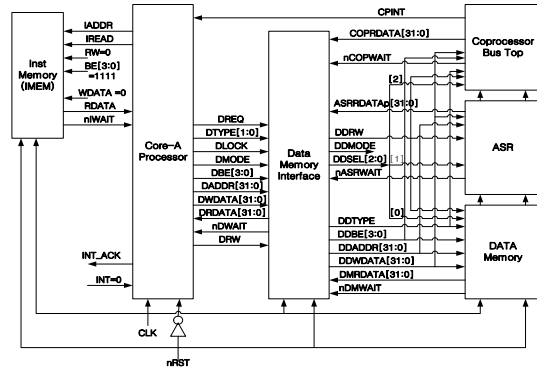 IADDR
IREAD
RW=0
BE[3:0]
=1111
WDATA =0
RDATA
nIWAIT
Inst
Memory
(IMEM)
Core-A
Processor
INT_ACK
INT=0
CLK
nRST
DREQ
DTYPE[1:0]
DLOCK
DMODE
DBE[3:0]
DADDR[31:0]
DWDATA[31:0]
DRDATA[31:0]
nDWAIT
DRW
Data
Memory
Interface
CPINT
COPRDATA[31:0]
nCOPWAIT
[2]
ASRRDATAp[31:0]
DDRW
DDMODE
DDSEL[2:0]
[1]
nASRWAIT
[0]
DDTYPE
DDBE[3:0]
DDADDR[31:0]
DDWDATA[31:0]
DMRDATA[31:0]
nDMWAIT
Coprocessor
Bus Top
ASR
DATA
Memory